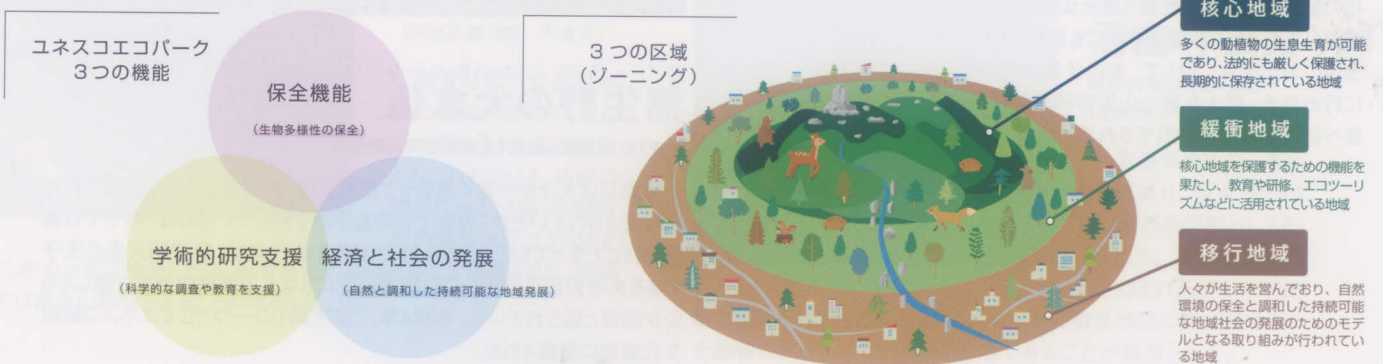 ユネスコエコパーク
3つの機能
保全機能
(生物多様性の保全)
学術的研究支援
(科学的な調査や教育を支援)
経済と社会の発展
(自然と調和した持続可能な地域発展)
3つの区域
(ゾーニング)
核心地域
多くの動植物の生息生育が可能
であり、法的にも厳しく保護され、
長期的に保存されている地域
緩衝地域
核心地域を保護するための機能を
果たし、教育や研修、エコツーリ
ズムなどに活用されている地域
移行地域
人々が生活を営んでおり、自然
環境の保全と調和した持続可能
な地域社会の発展のためのモデ
ルとなる取り組みが行われてい
る地域